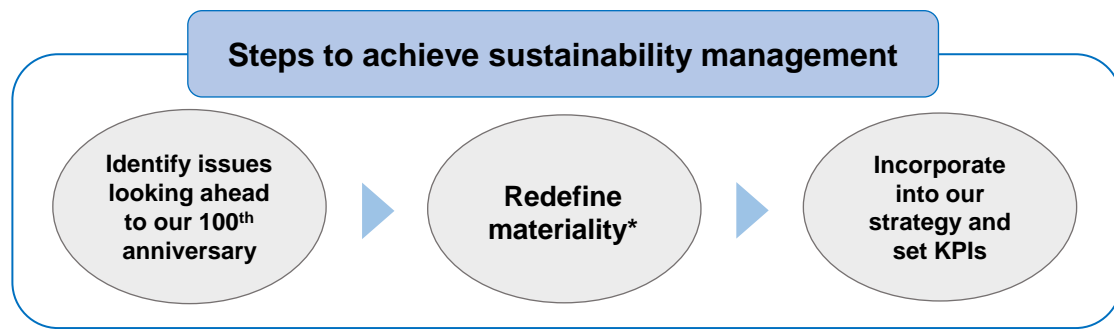 Steps to achieve sustainability management
Identify issues
looking ahead
to our 100th
anniversary
Redefine
materiality*
Incorporate
into our
strategy and
set KPIs